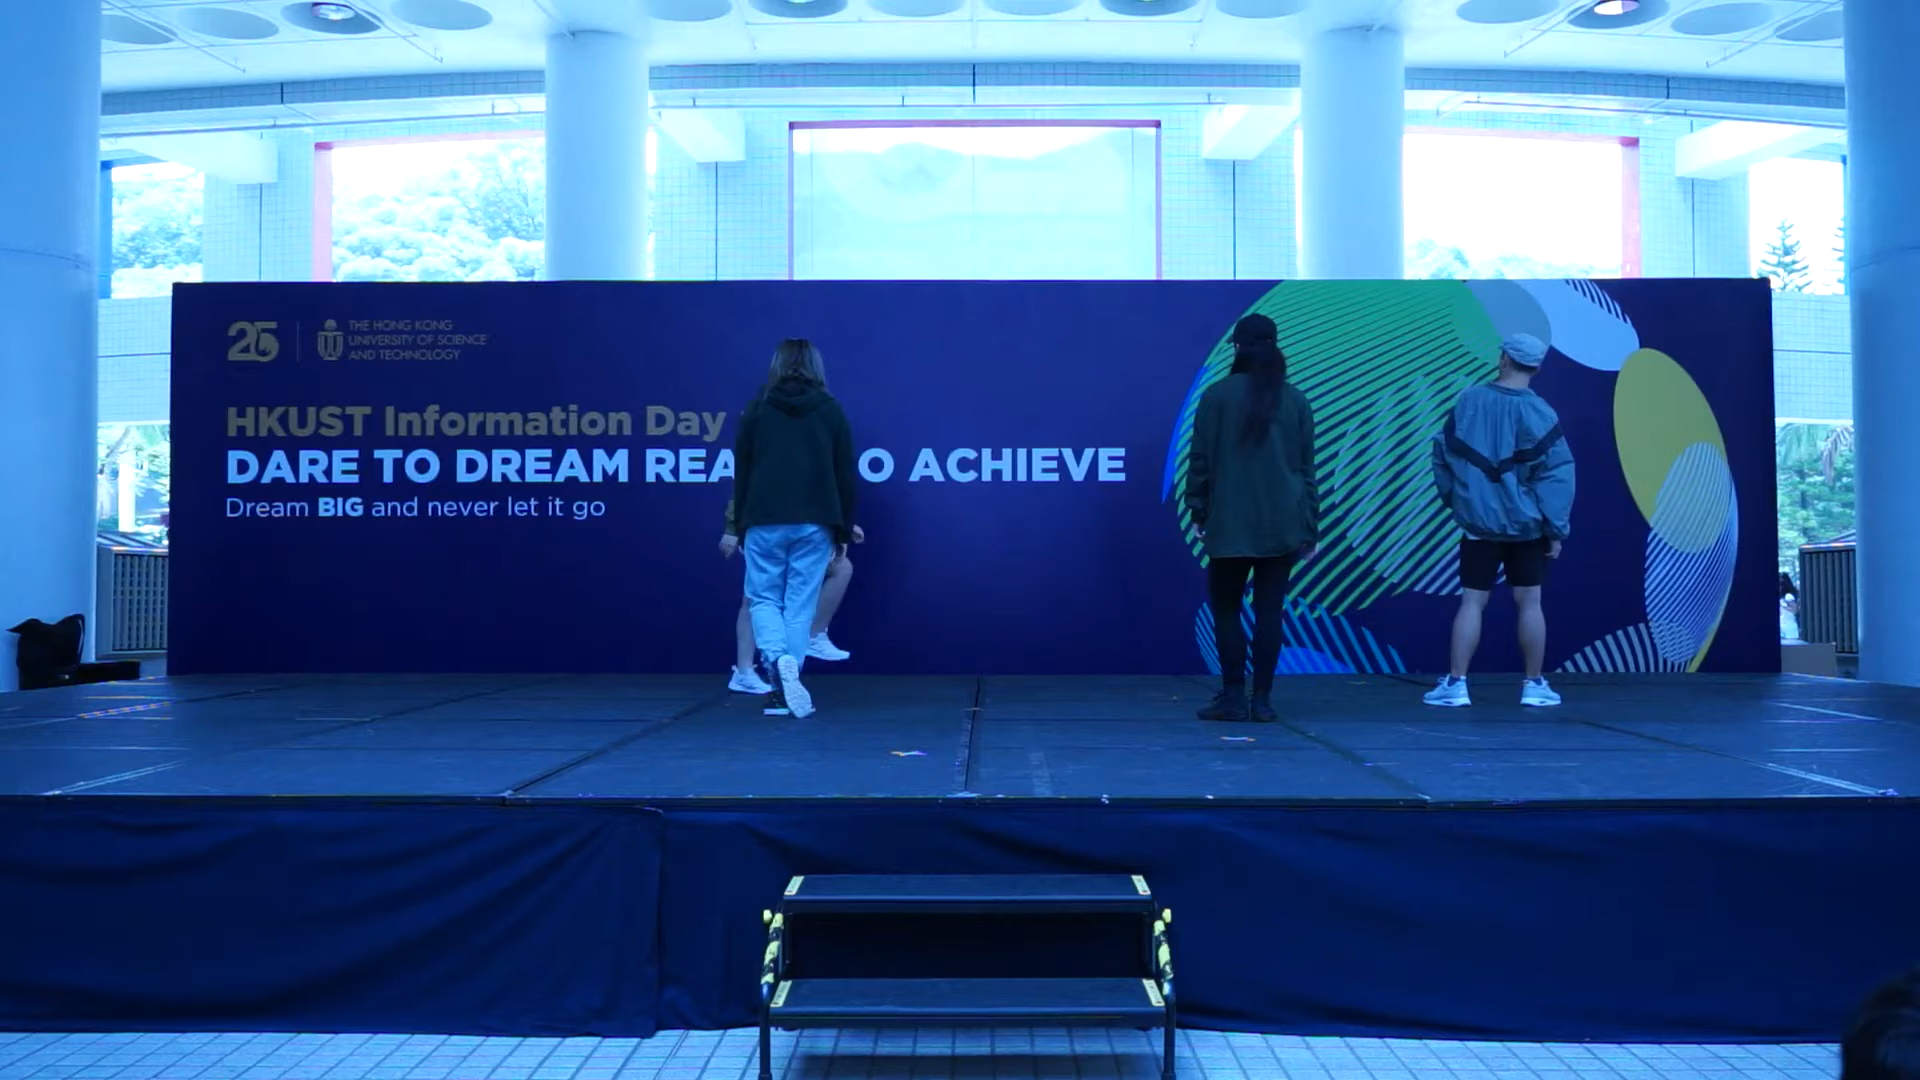 25
THE HONG KONG
UNIVERSITY OF SCIENCE
AND TECHNOLOGY
HKUST Information Day
DARE TO DREAM REA O ACHIEVE
Dream BIG and never let it go